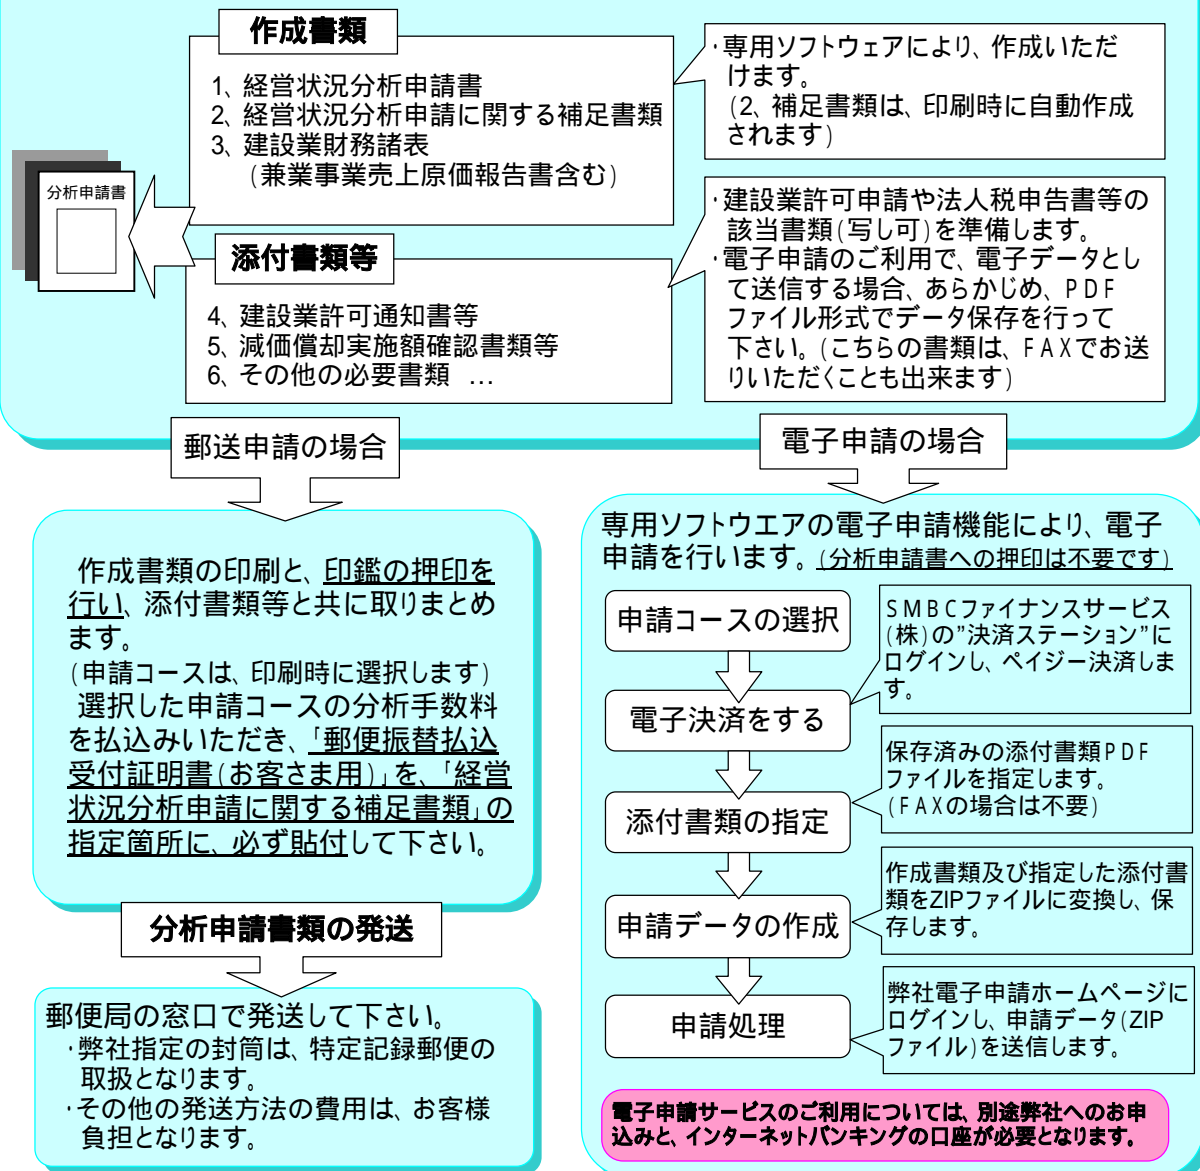 作成書類
1、経営状況分析申請書
2、経営状況分析申請に関する補足書類
3、建設業財務諸表
(兼業事業売上原価報告書含む)
・専用ソフトウェアにより、作成いただ
けます。
(2、補足書類は、印刷時に自動作成
されます)
分析申請書
添付書類等
4、建設業許可通知書等
5、減価償却実施額確認書類等
6、その他の必要書類 …
・建設業許可申請や法人税申告書等の
該当書類(写し可)を準備します。
・電子申請のご利用で、電子データとし
て送信する場合、あらかじめ、PDF
ファイル形式でデータ保存を行って
下さい。(こちらの書類は、FAXでお送
りいただくことも出来ます)
郵送申請の場合
作成書類の印刷と、印鑑の押印を
行い、添付書類等と共に取りまとめ
ます。
(申請コースは、印刷時に選択します)
選択した申請コースの分析手数料
を払込みいただき、「郵便振替払込
受付証明書(お客さま用)」を、「経営
状況分析申請に関する補足書類」の
指定箇所に、必ず貼付して下さい。
分析申請書類の発送
郵便局の窓口で発送して下さい。
・弊社指定の封筒は、特定記録郵便の
取扱となります。
・その他の発送方法の費用は、お客様
負担となります。
電子申請の場合
専用ソフトウエアの電子申請機能により、電子
申請を行います。(分析申請書への押印は不要です)
申請コースの選択
SMBCファイナンスサービス
(株)の”決済ステーション”に
ログインし、ペイジー決済しま
す。
電子決済をする
保存済みの添付書類PDF
ファイルを指定します。
(FAXの場合は不要)
添付書類の指定
作成書類及び指定した添付書
類をZIPファイルに変換し、保
存します。
申請データの作成
弊社電子申請ホームページに
ログインし、申請データ(ZIP
ファイル)を送信します。
申請処理
電子申請サービスのご利用については、別途弊社へのお申
込みと、インターネットバンキングの口座が必要となります。